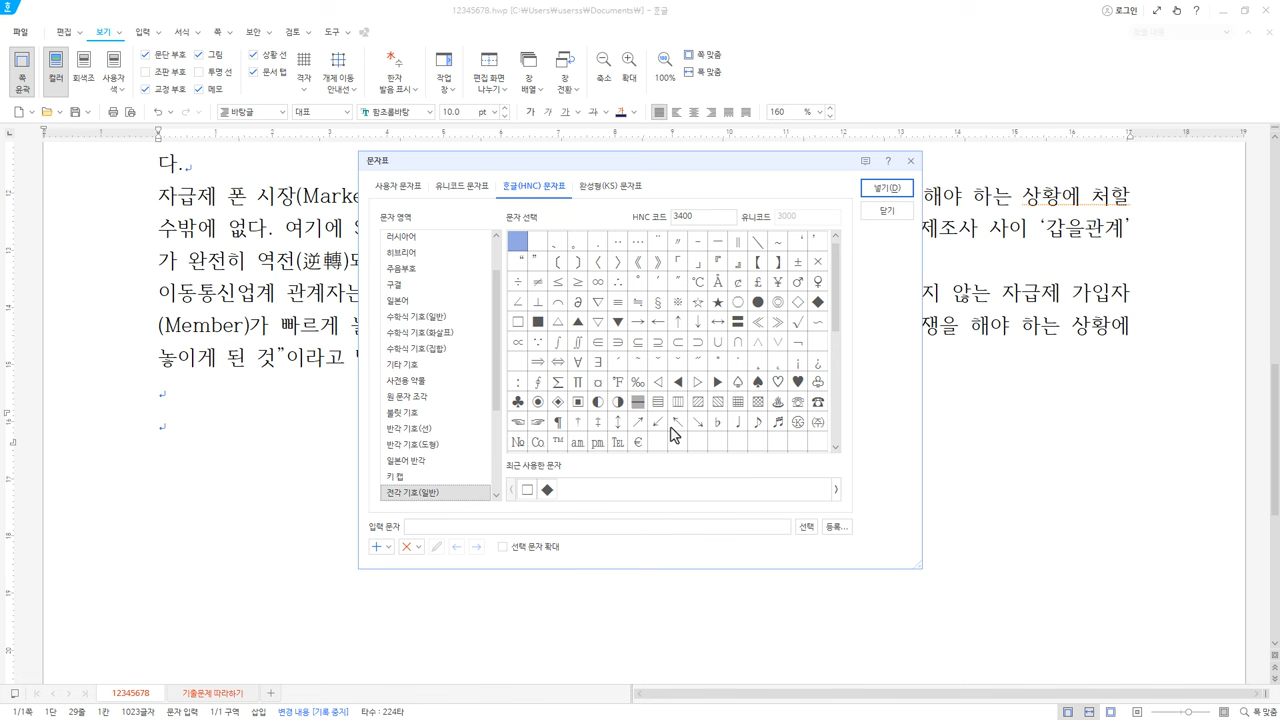 12345678.hwp [C:\Users\userss\Documents\] - 한글
로그인
파일 편집 보기 입력 서식 쪽 보안 검토 도구
쪽 윤곽
컬러 회색조 사용자 색
문단 부호 그림
조판 부호 투명 선
교정 부호 메모
상황 선
문서 탭
격자 개체 이동 안내선
한자 발음 표시
작업 창
편집 화면 나누기
창 배열
창 전환
축소 확대
100%
쪽 맞춤
폭 맞춤
바탕글 대표 함초롬바탕 10.0 pt 가 가 가 가 가 160 %
다.
자급제 폰 시장(Marke 해야 하는 상황에 처할
수밖에 없다. 여기에 S 제조사 사이 ‘갑을관계’
가 완전히 역전(逆轉)되
이동통신업계 관계자는 지 않는 자급제 가입자
(Member)가 빠르게 쟁을 해야 하는 상황에
놓이게 된 것”이라고
문자표
사용자 문자표 유니코드 문자표 한글(HNC) 문자표 완성형(KS) 문자표
넣기(D)
닫기
문자 영역 문자 선택 HNC 코드 3400 유니코드 3000
러시아어
히브리어
주음부호
구결
일본어
수학식 기호(일반)
수학식 기호(화살표)
수학식 기호(집합)
기타 기호
사전용 약물
원 문자 조각
불릿 기호
반각 기호(선)
반각 기호(도형)
일본어 반각
키 캡
전각 기호(일반)
、 。 · ‥ … ¨ 〃 - ― ∥ \ ∼ ‘ ’
“ ” 〔 〕 〈 〉 《 》 「 」 『 』 【 】 ± ×
÷ ≠ ≤ ≥ ∞ ∴ ° ′ ″ ℃ Å ¢ £ ¥ ♂ ♀
∠ ⊥ ⌒ ∂ ▽ ≡ ≒ § ※ ☆ ★ ○ ● ◎ ◇ ◆
□ ■ △ ▲ ▽ ▼ → ← ↑ ↓ ↔ 〓 ≪ ≫ √ ∽
∝ ∵ ∫ ∬ ∈ ∋ ⊆ ⊇ ⊂ ⊃ ∪ ∩ ∧ ∨ ¬
⇒ ⇔ ∀ ∃ ´ ~ ˇ ˘ ˝ ˚ ˙ ¸ ˛ ¡ ¿
: ∮ ∑ ∏ ¤ ℉ ‰ ◁ ◀ ▷ ▶ ♤ ♠ ♡ ♥ ♧
♣ ◉ ◈ ▣ ◐ ◑ ▒ ▤ ▥ ▨ ▧ ▦ ▩ ♨ ☏ ☎
☜ ☞ ¶ † ‡ ↕ ↗ ↙ ↖ ↘ ♭ ♩ ♪ ♬ ㉿ ㈜
№ ㏇ ™ ㏂ ㏘ ℡ €
최근 사용한 문자
□ ◆
입력 문자 선택 등록...
선택 문자 확대
12345678 기출문제 따라하기
1/1쪽 1단 29줄 1칸 1023글자 문자 입력 1/1 구역 삽입 변경 내용 [기록 중지] 타수 : 224타 폭 맞춤